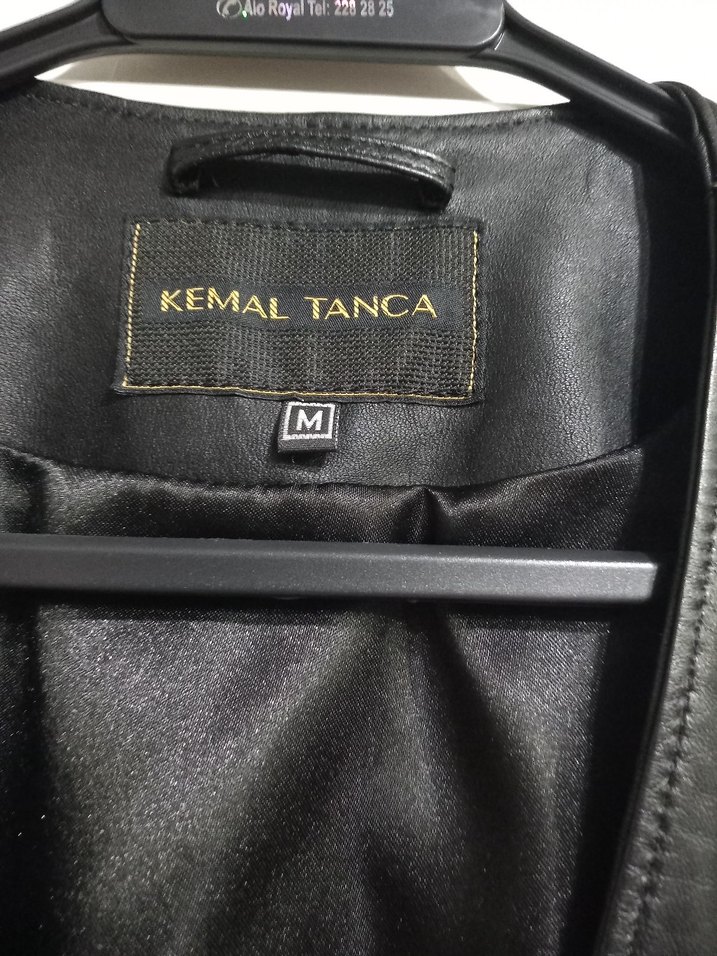 Alo Royal Tel: 228 28 25
KEMAL TANCA
M